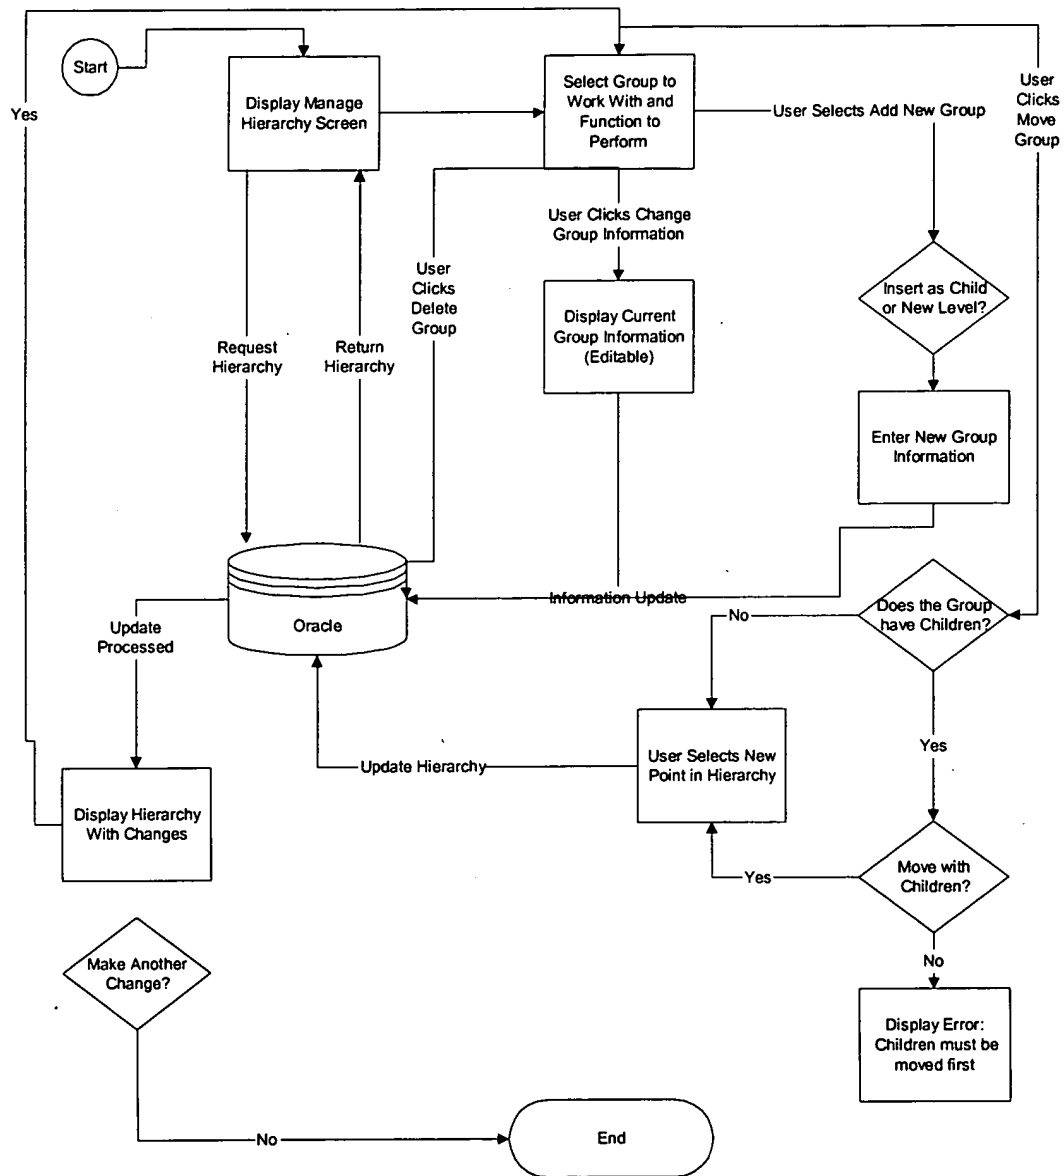 Start
Yes
Display Manage
Hierarchy Screen
Select Group to
Work With and
Function to
Perform
User Selects Add New Group
User
Clicks
Move
Group
User Clicks Change
Group Information
User
Clicks
Delete
Group
Insert as Child
or New Level?
Display Current
Group Information
(Editable)
Request
Hierarchy
Return
Hierarchy
Enter New Group
Information
Information Update
Oracle
Update
Processed
Does the Group
have Children?
No
Yes
User Selects New
Point in Hierarchy
Update Hierarchy
Display Hierarchy
With Changes
Move with
Children?
Yes
No
Make Another
Change?
Display Error:
Children must be
moved first
No
End